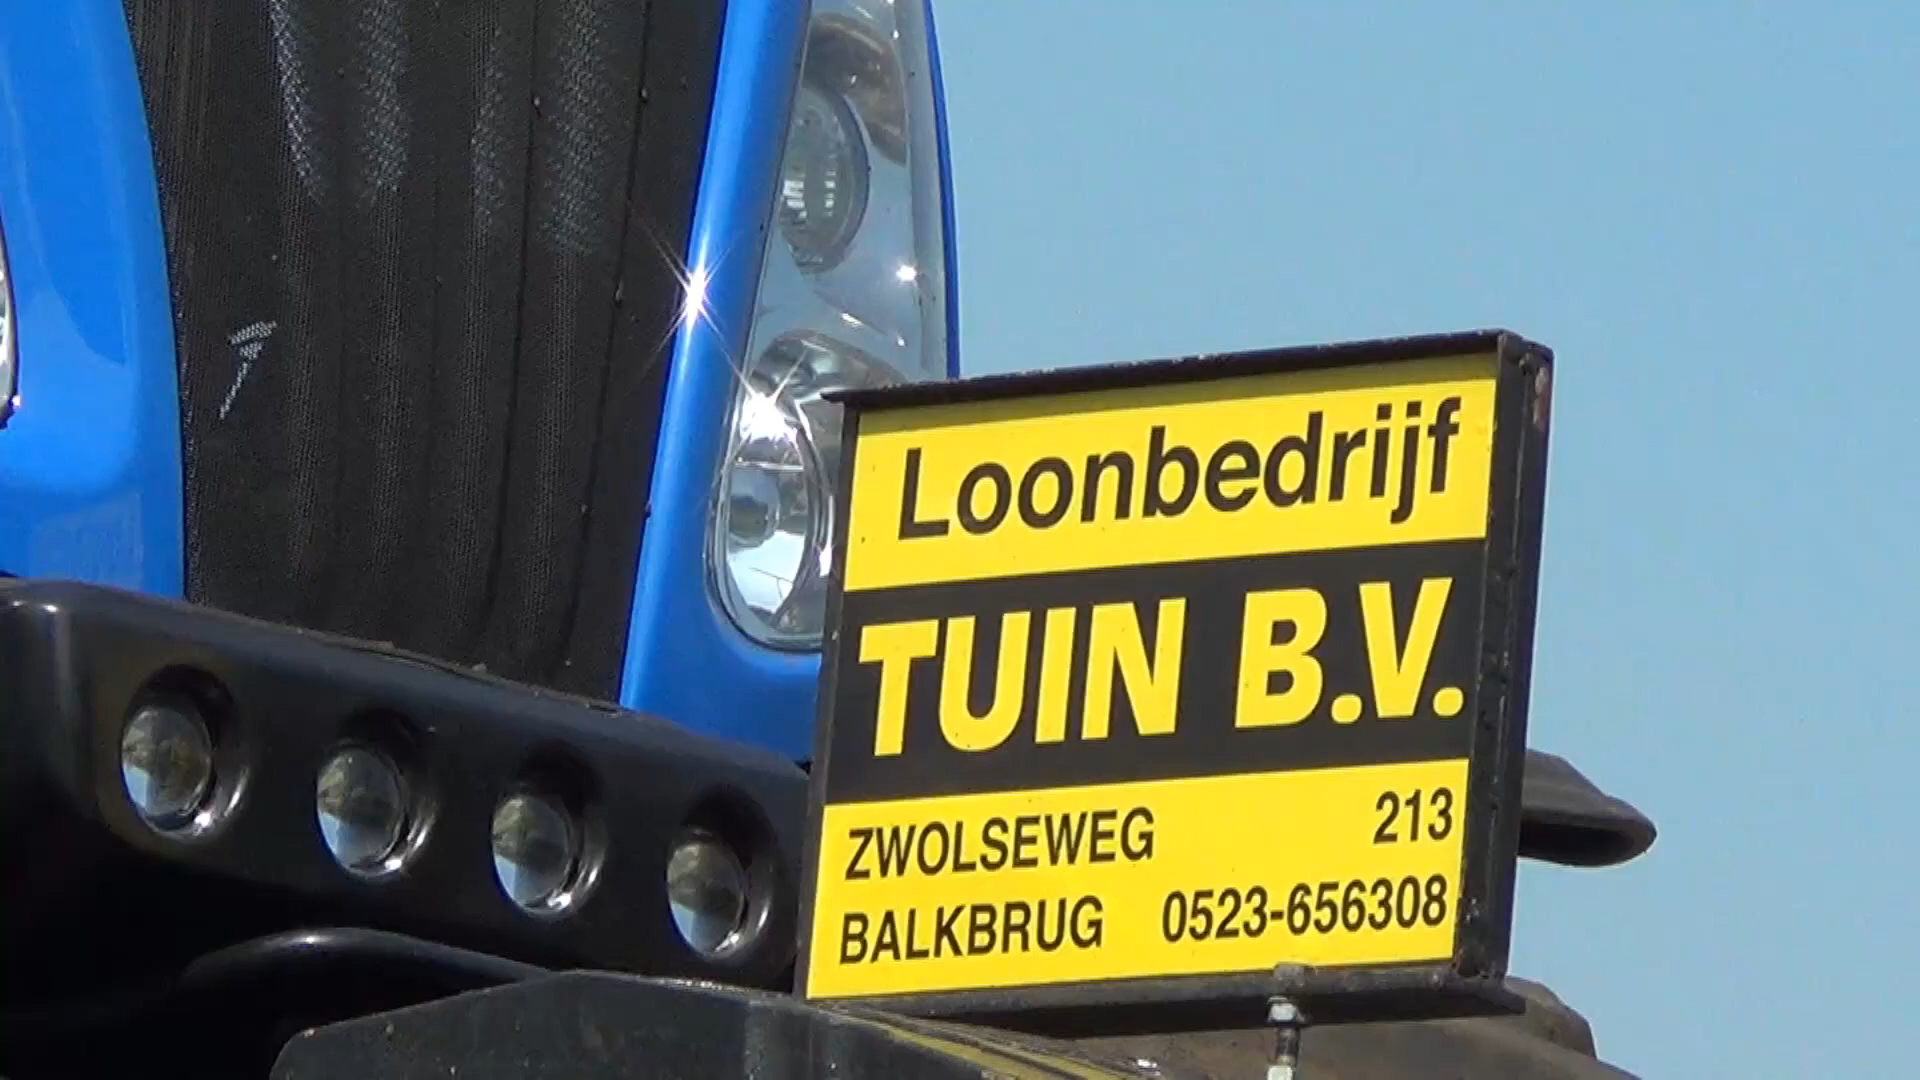 Loonbedrijf
TUIN B.V.
ZWOLSEWEG 213
BALKBRUG 0523-656308